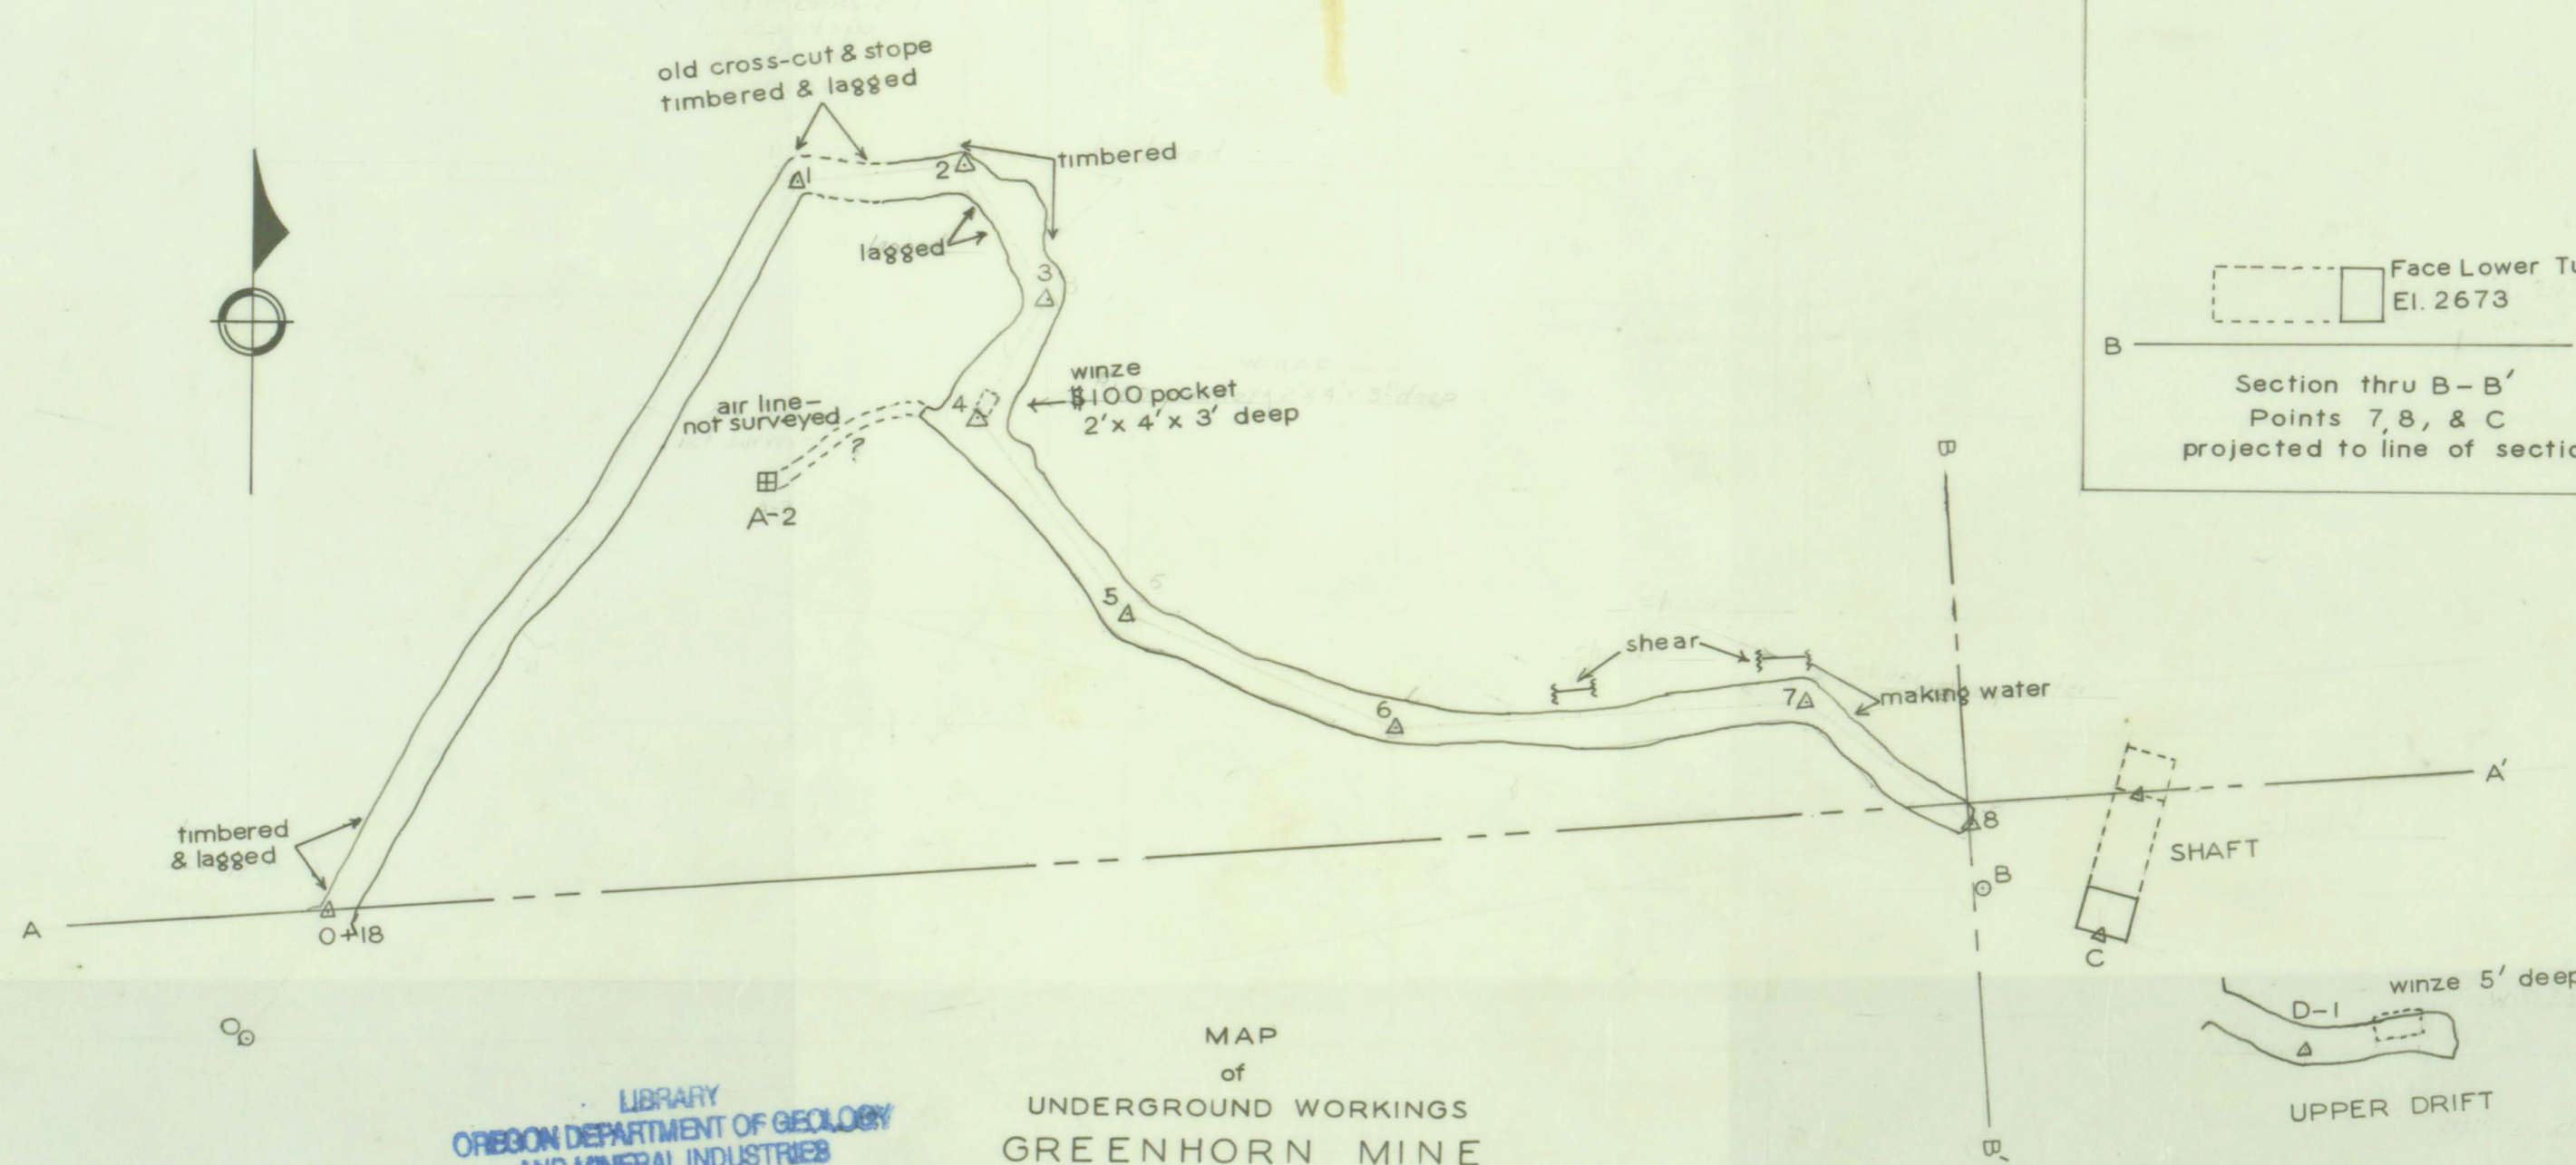 old cross-cut & stope
timbered & lagged
1
2
timbered
lagged
3
Face Lower
El. 2673
B
Section thru B-B'
Points 7, 8, & C
projected to line of
winze
$100 pocket
2' x 4' x 3' deep
4
air line-
not surveyed
?
A-2
B
5
shear
6
7
making water
A'
8
SHAFT
timbered
& lagged
B
A
0+18
C
winze 5' deep
D-1
O
UPPER DRIFT
MAP
of
UNDERGROUND WORKINGS
GREENHORN MINE
B'
LIBRARY
OREGON DEPARTMENT OF GEOLOGY
AND MINERAL INDUSTRIES